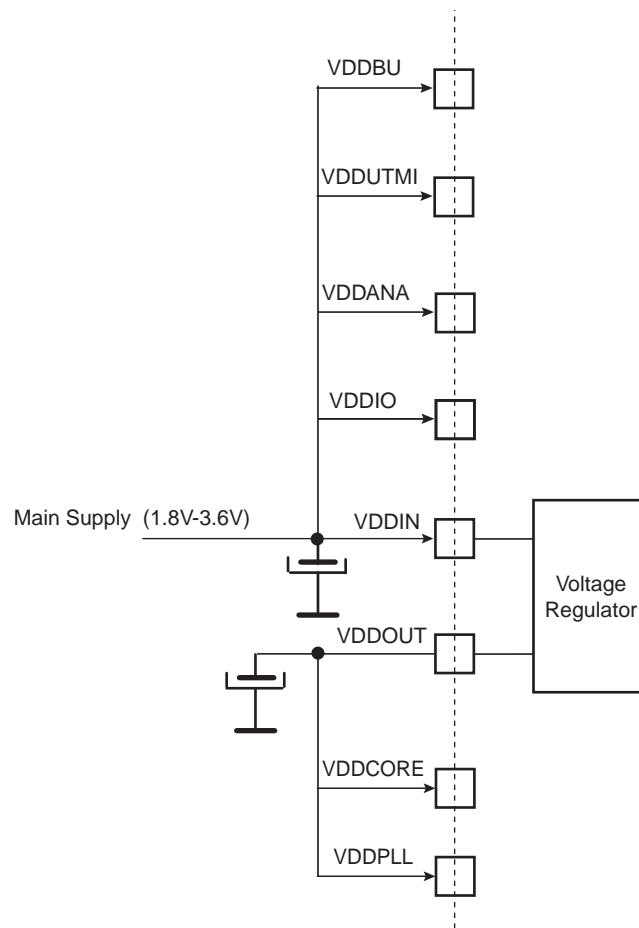 VDDBU
VDDUTMI
VDDANA
VDDIO
Main Supply (1.8V-3.6V)
VDDIN
Voltage
Regulator
VDDOUT
VDDCORE
VDDPLL